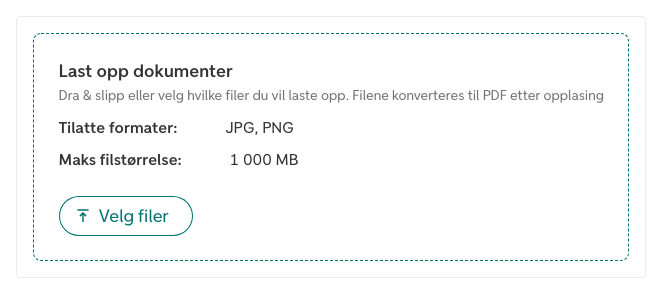 Last opp dokumenter
Dra & slipp eller velg hvilke filer du vil laste opp. Filene konverteres til PDF etter opplasing
Tilatte formater: JPG, PNG
Maks filstørrelse: 1 000 MB
Velg filer